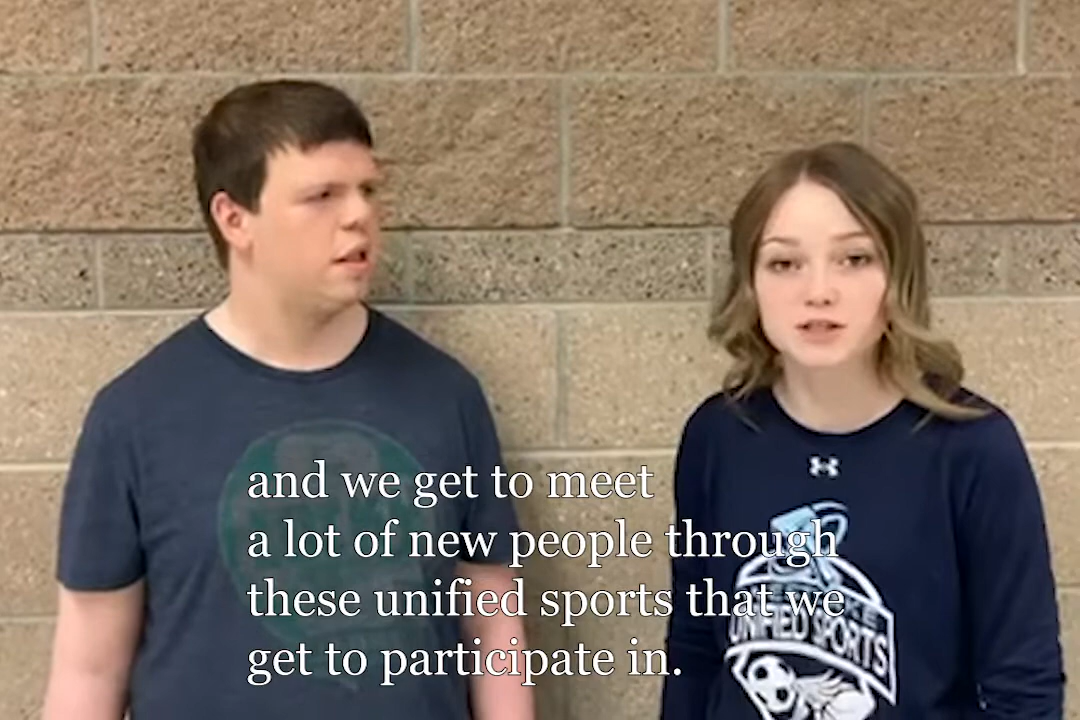 and we get to meet
a lot of new people through
these unified sports that we
get to participate in.
UNIFIED SPORTS